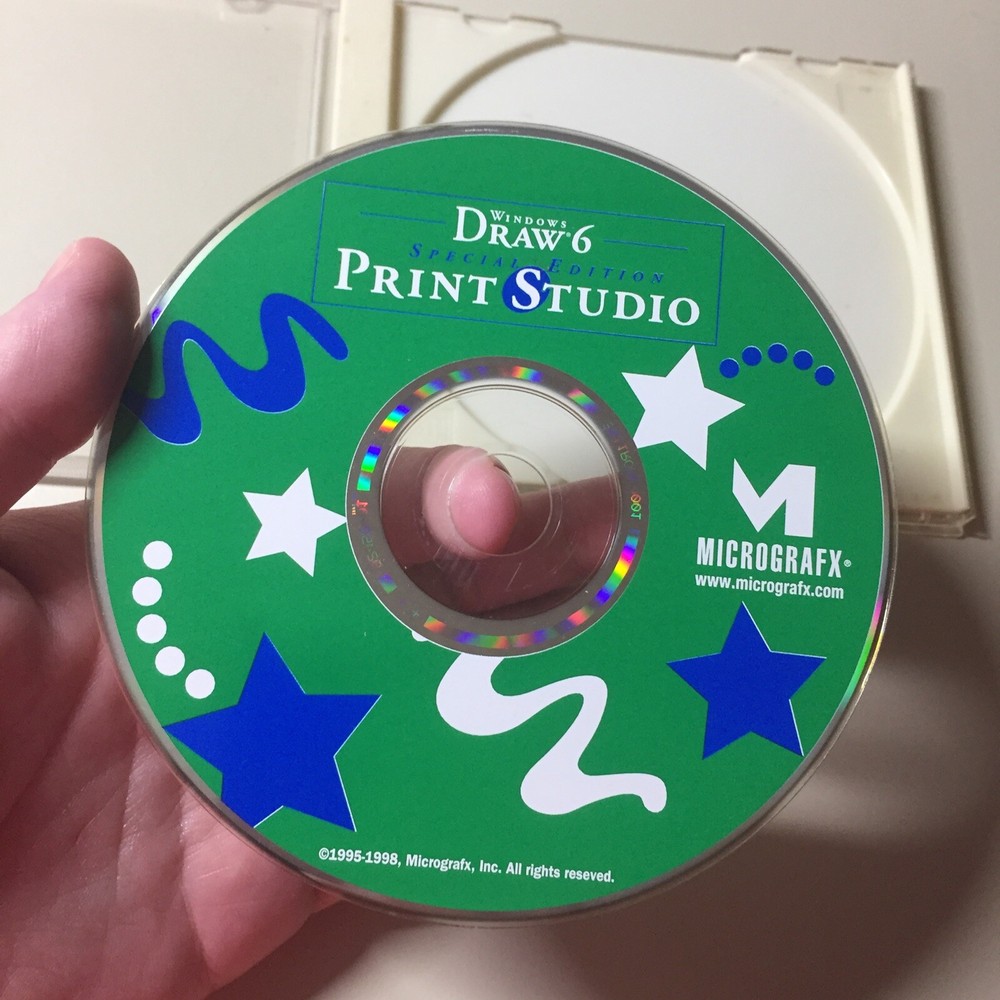 WINDOWS
DRAW® 6
SPECIAL EDITION
PRINT STUDIO
MICROGRAFX®
www.micrografx.com
©1995-1998, Micrografx, Inc. All rights reseved.